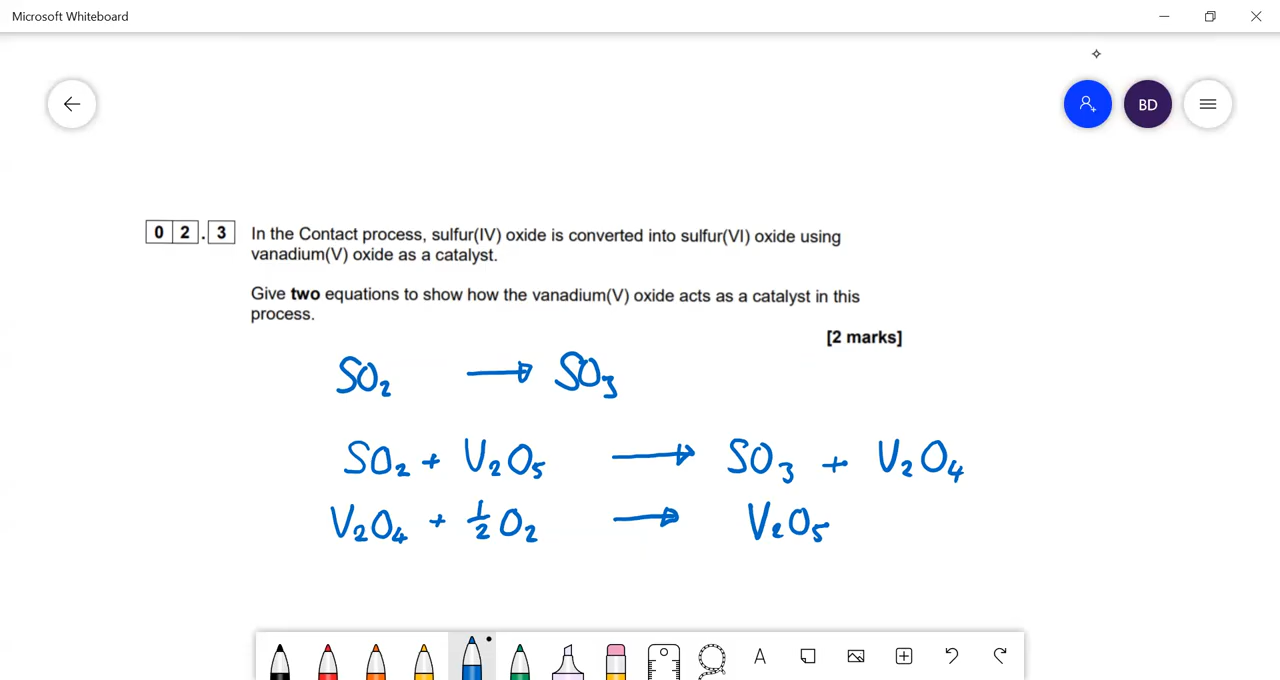 Microsoft Whiteboard
BD
02.3 In the Contact process, sulfur(IV) oxide is converted into sulfur(VI) oxide using
vanadium(V) oxide as a catalyst.
Give two equations to show how the vanadium(V) oxide acts as a catalyst in this
process.
[2 marks]
SO₂ → SO₃
SO₂ + V₂O₅ → SO₃ + V₂O₄
V₂O₄ + ½ O₂ → V₂O₅
A